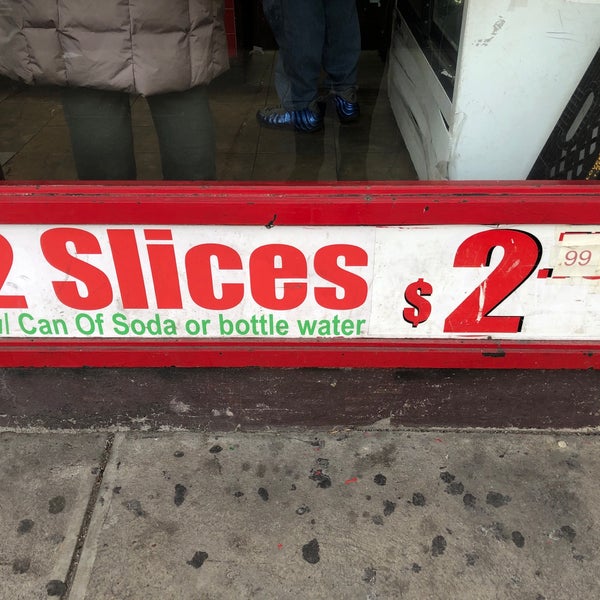 2 Slices $2.99
w/ Can Of Soda or bottle water